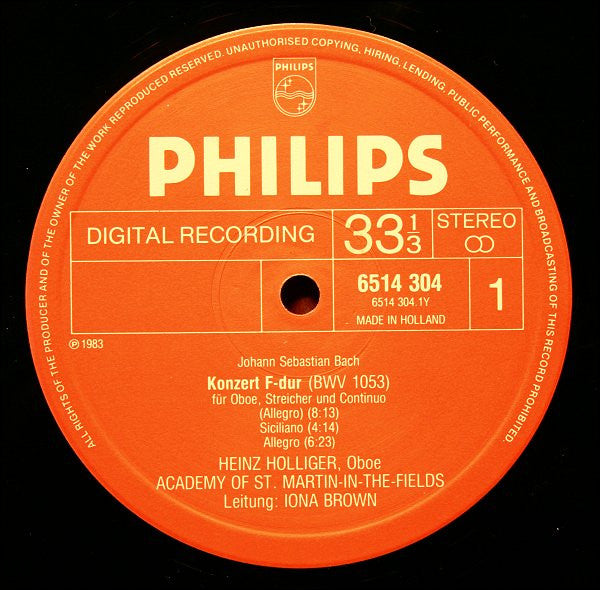 ALL RIGHTS OF THE PRODUCER AND OF THE OWNER OF THE WORK REPRODUCED RESERVED. UNAUTHORISED COPYING, HIRING, LENDING, PUBLIC PERFORMANCE AND BROADCASTING OF THIS RECORD PROHIBITED.
PHILIPS
PHILIPS
DIGITAL RECORDING
33 1/3
STEREO
6514 304
6514 304.1Y
MADE IN HOLLAND
1
℗ 1983
Johann Sebastian Bach
Konzert F-dur (BWV 1053)
für Oboe, Streicher und Continuo
(Allegro) (8:13)
Siciliano (4:14)
Allegro (6:23)
HEINZ HOLLIGER, Oboe
ACADEMY OF ST. MARTIN-IN-THE-FIELDS
Leitung: IONA BROWN